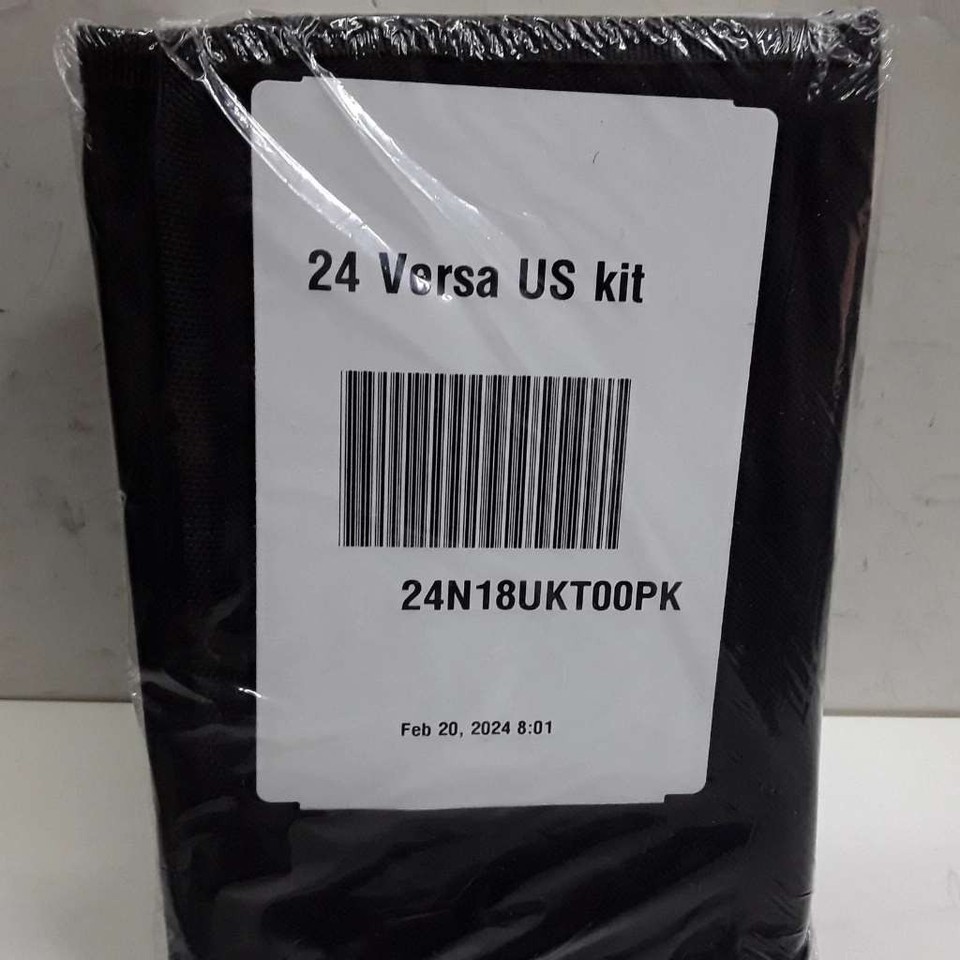 24 Versa US kit
24N18UKT00PK
Feb 20, 2024 8:01